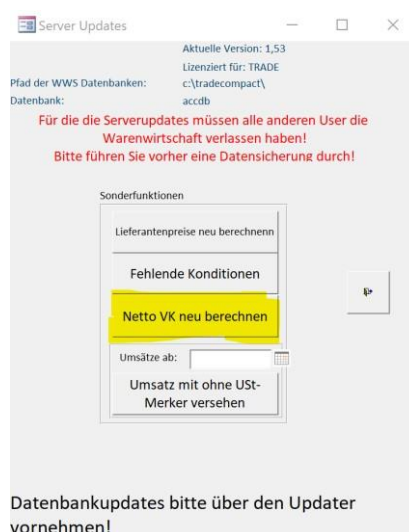 Server Updates
Aktuelle Version: 1,53
Lizenziert für: TRADE
Pfad der WWS Datenbanken: c:\tradecompact\
Datenbank: accdb
Für die die Serverupdates müssen alle anderen User die
Warenwirtschaft verlassen haben!
Bitte führen Sie vorher eine Datensicherung durch!
Sonderfunktionen
Lieferantenpreise neu berechnenn
Fehlende Konditionen
Netto VK neu berechnen
Umsätze ab:
Umsatz mit ohne USt-
Merker versehen
Datenbankupdates bitte über den Updater
vornehmen!